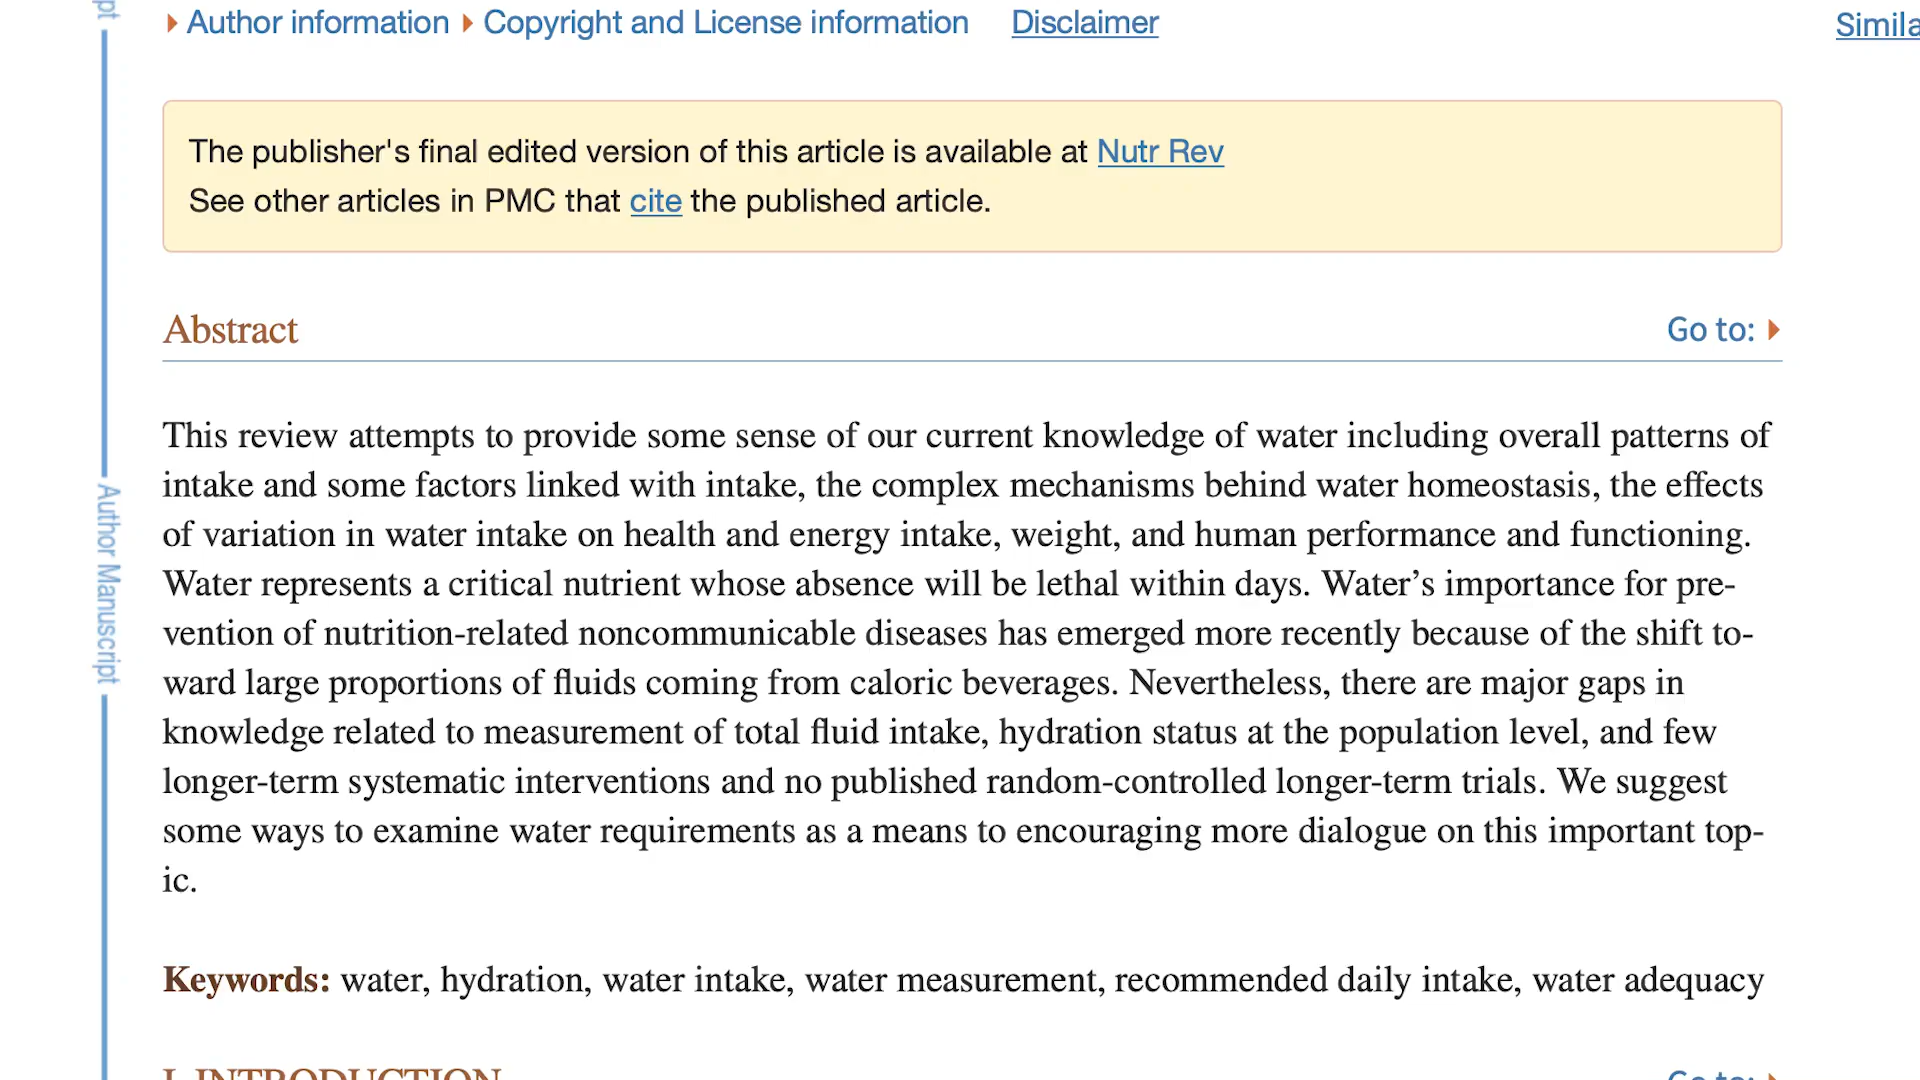 Author information Copyright and License information Disclaimer
The publisher's final edited version of this article is available at Nutr Rev
See other articles in PMC that cite the published article.
Abstract
Go to:
This review attempts to provide some sense of our current knowledge of water including overall patterns of
intake and some factors linked with intake, the complex mechanisms behind water homeostasis, the effects
of variation in water intake on health and energy intake, weight, and human performance and functioning.
Water represents a critical nutrient whose absence will be lethal within days. Water’s importance for pre-
vention of nutrition-related noncommunicable diseases has emerged more recently because of the shift to-
ward large proportions of fluids coming from caloric beverages. Nevertheless, there are major gaps in
knowledge related to measurement of total fluid intake, hydration status at the population level, and few
longer-term systematic interventions and no published random-controlled longer-term trials. We suggest
some ways to examine water requirements as a means to encouraging more dialogue on this important top-
ic.
Keywords: water, hydration, water intake, water measurement, recommended daily intake, water adequacy
I. INTRODUCTION
Go to:
Author Manuscript